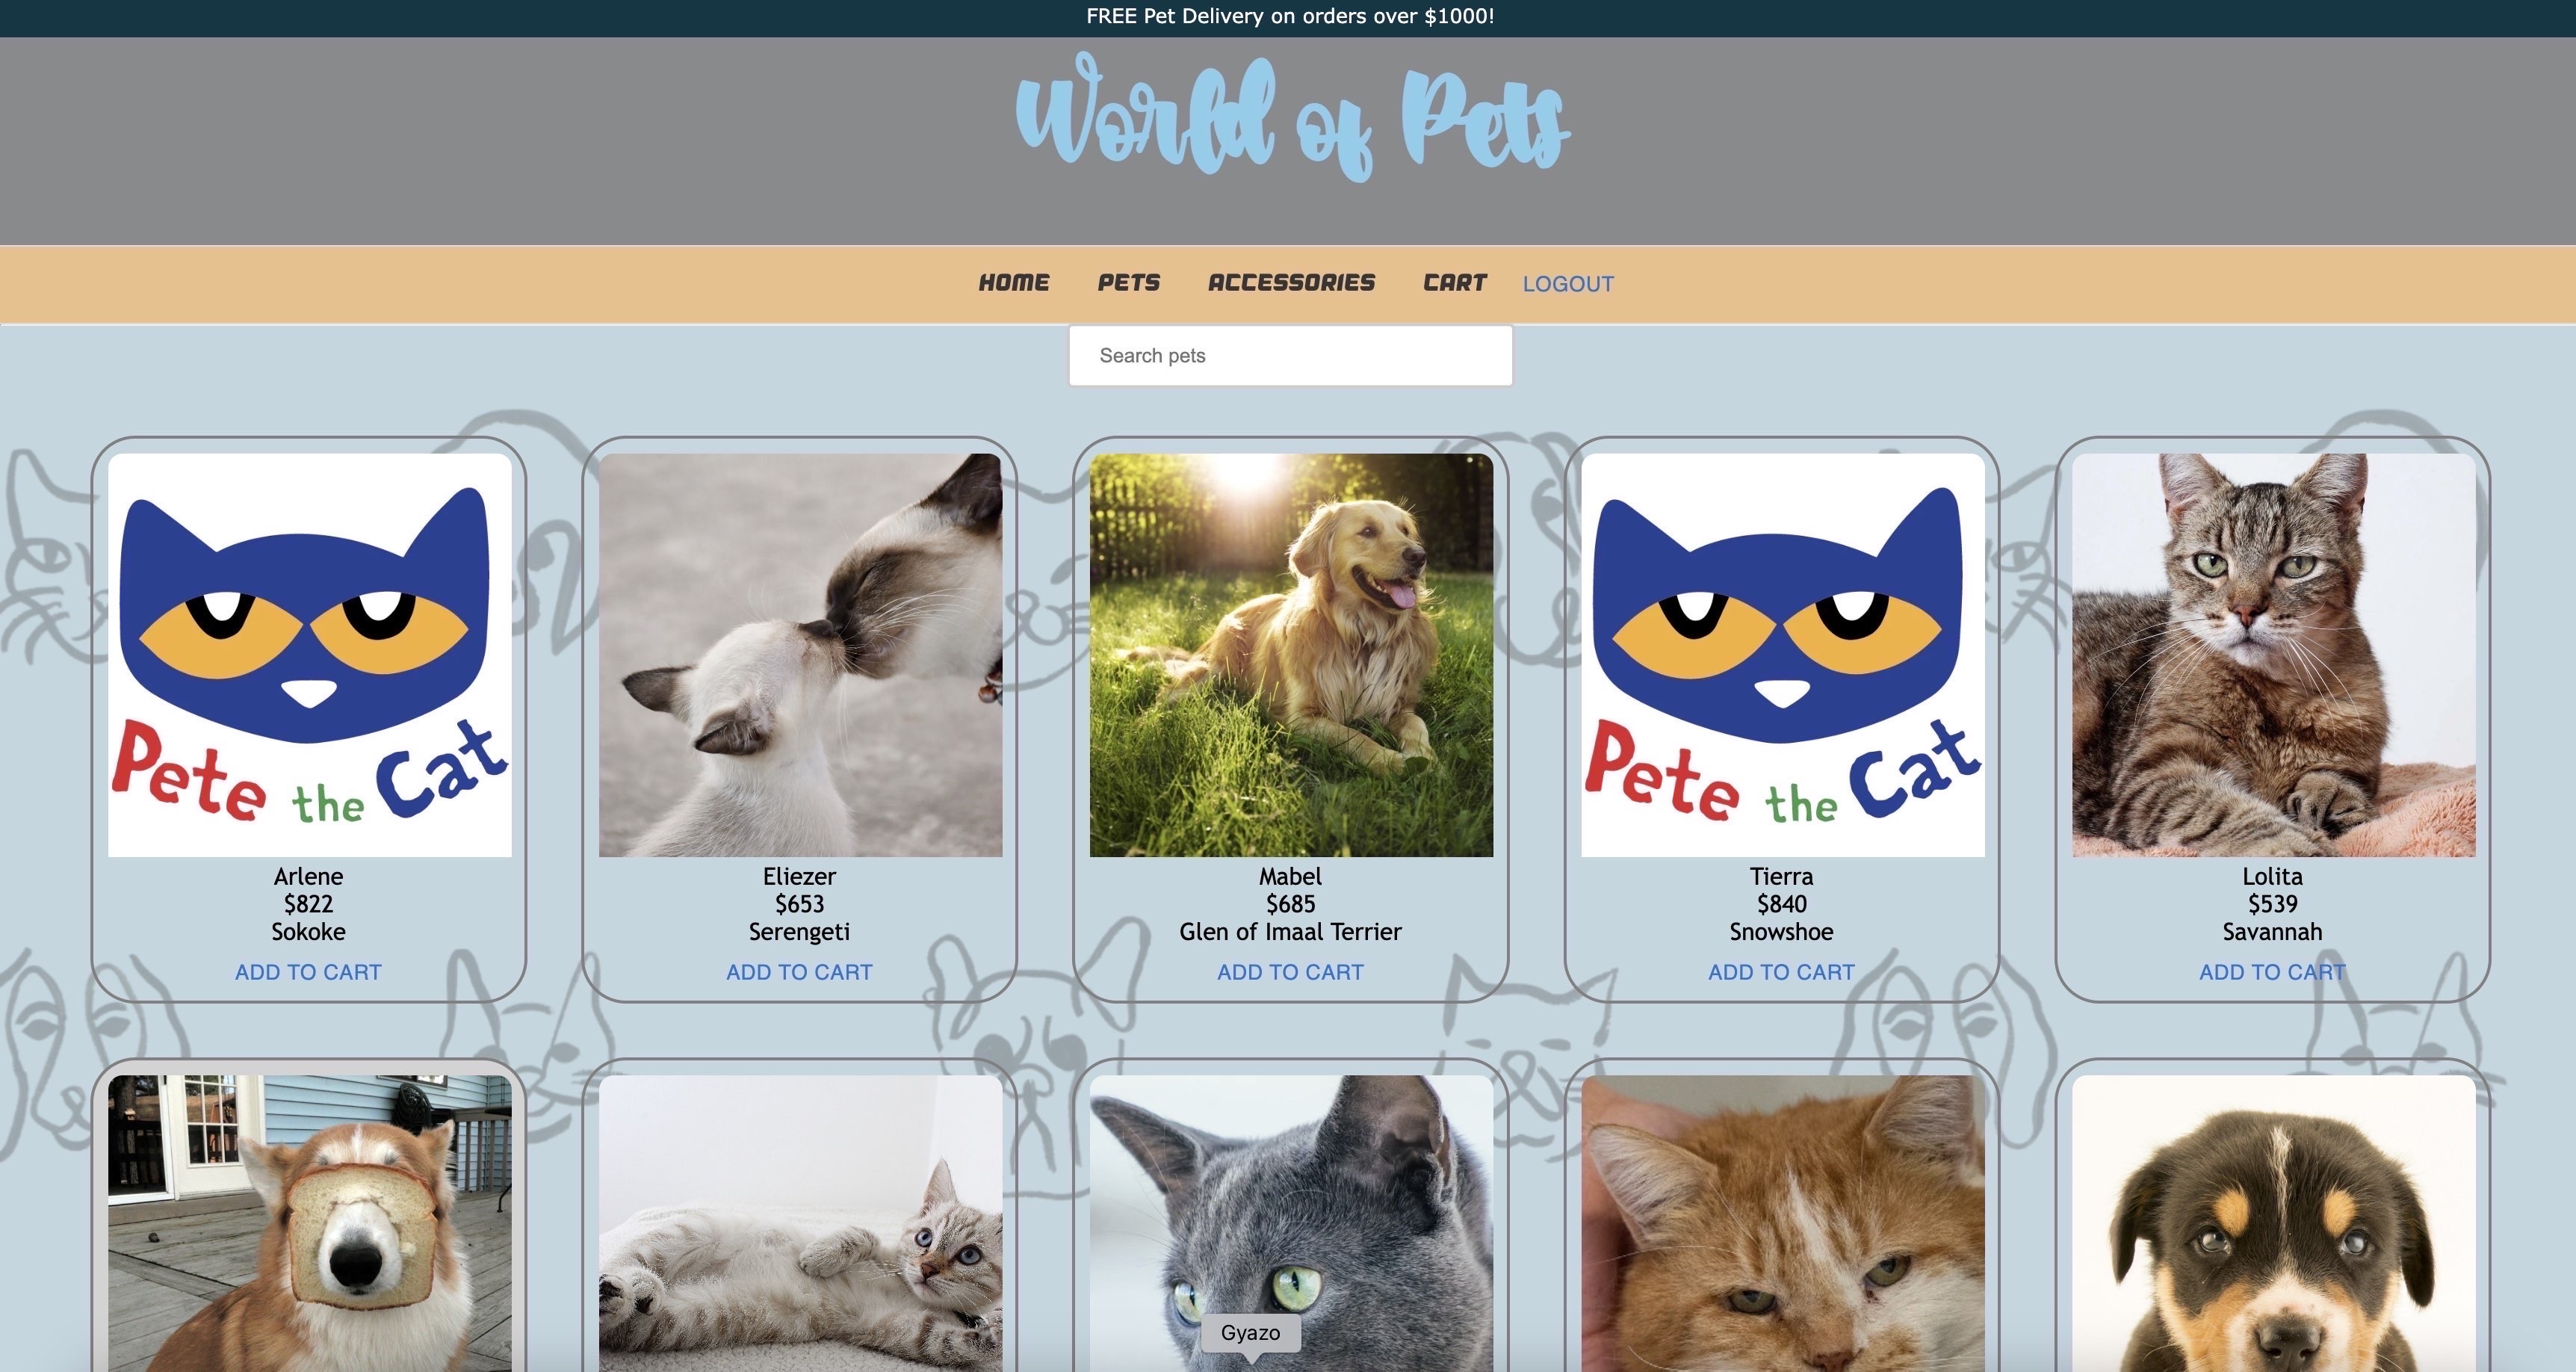 FREE Pet Delivery on orders over $1000!
World of Pets
HOME PETS ACCESSORIES CART LOGOUT
Search pets
Pete the Cat
Arlene
$822
Sokoke
ADD TO CART
Eliezer
$653
Serengeti
ADD TO CART
Mabel
$685
Glen of Imaal Terrier
ADD TO CART
Pete the Cat
Tierra
$840
Snowshoe
ADD TO CART
Lolita
$539
Savannah
ADD TO CART
Gyazo